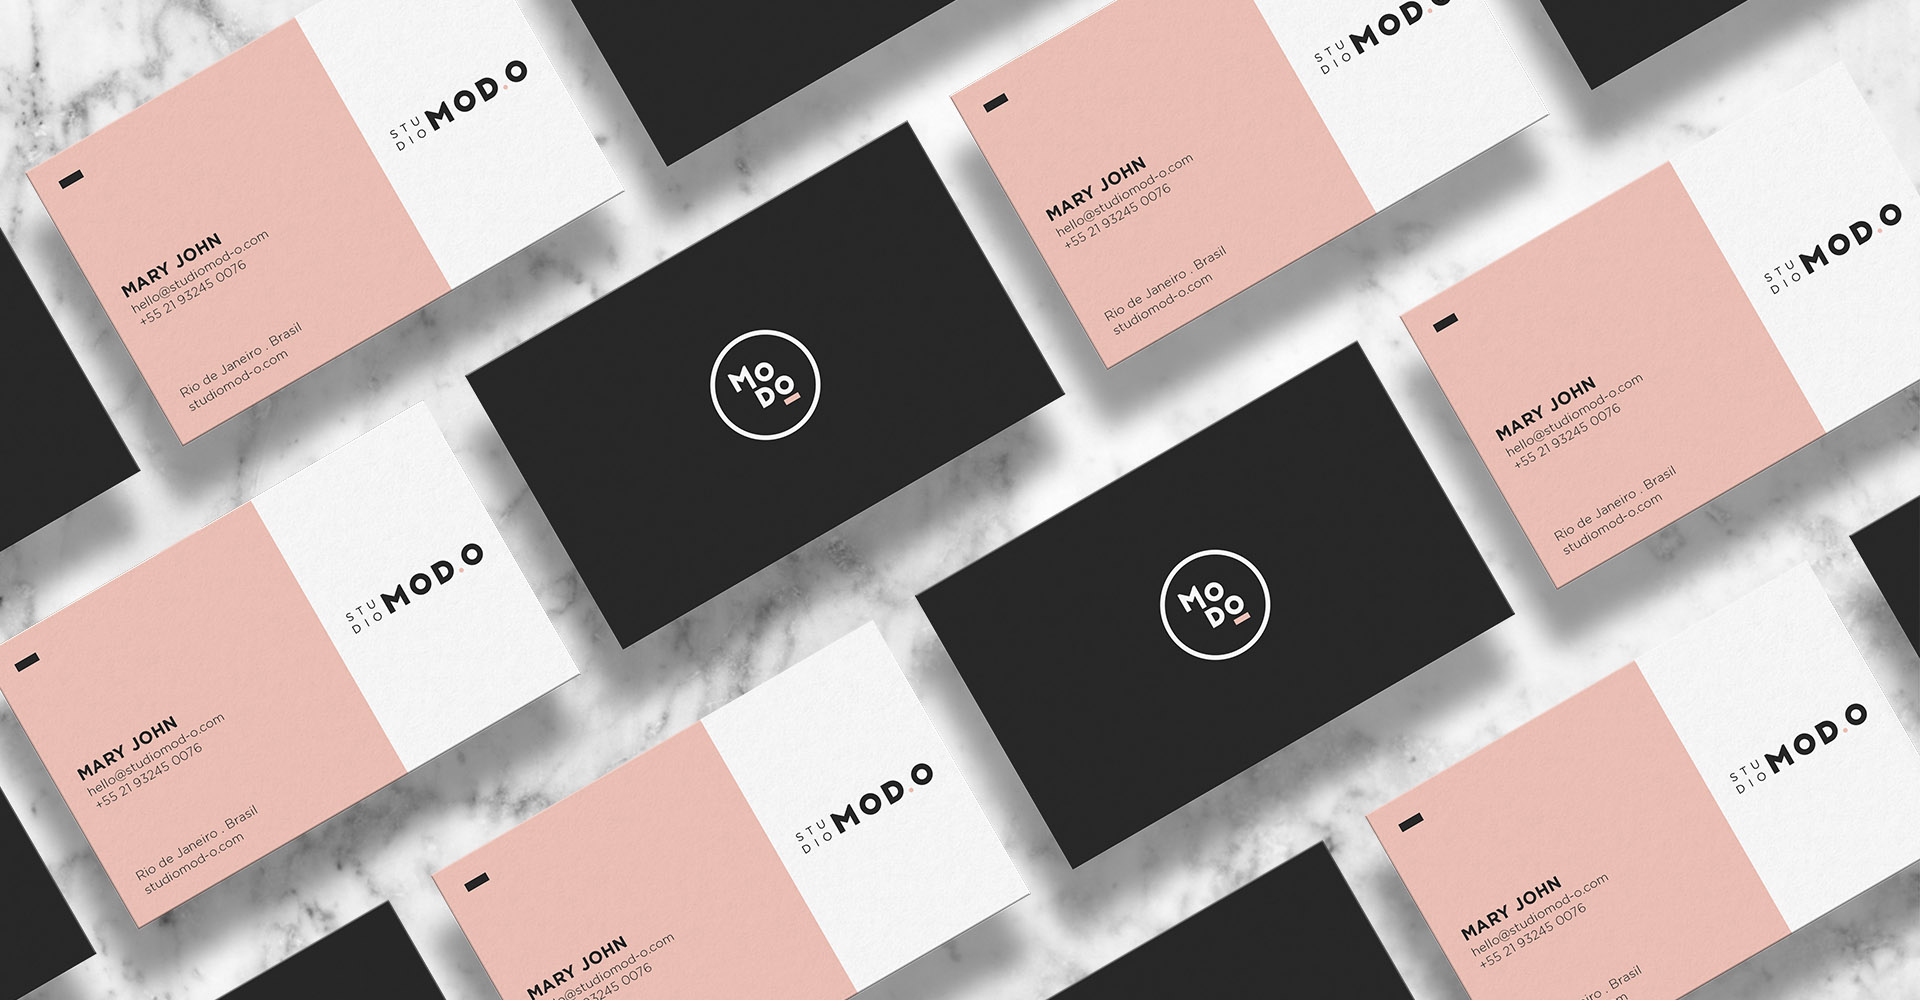 STU
DIO MOD.O
MARY JOHN
hello@studiomod-o.com
+55 21 93245 0076
Rio de Janeiro . Brasil
studiomod-o.com
MO
DO
STU
DIO MOD.O
MARY JOHN
hello@studiomod-o.com
+55 21 93245 0076
Rio de Janeiro . Brasil
studiomod-o.com
STU
DIO MOD.O
MARY JOHN
hello@studiomod-o.com
+55 21 93245 0076
Rio de Janeiro . Brasil
studiomod-o.com
STU
DIO MOD.O
MARY JOHN
hello@studiomod-o.com
+55 21 93245 0076
Rio de Janeiro . Brasil
studiomod-o.com
MO
DO
STU
DIO MOD.O
MARY JOHN
hello@studiomod-o.com
+55 21 93245 0076
STU
DIO MOD.O
MARY JOHN
hello@studiomod-o.com
+55 21 93245 0076
Rio de Janeiro . Brasil